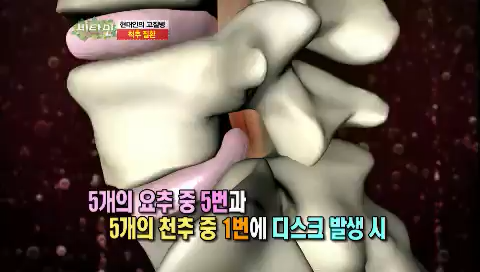 비타민
현대인의 고질병
척추 질환
5개의 요추 중 5번과
5개의 천추 중 1번에 디스크 발생 시